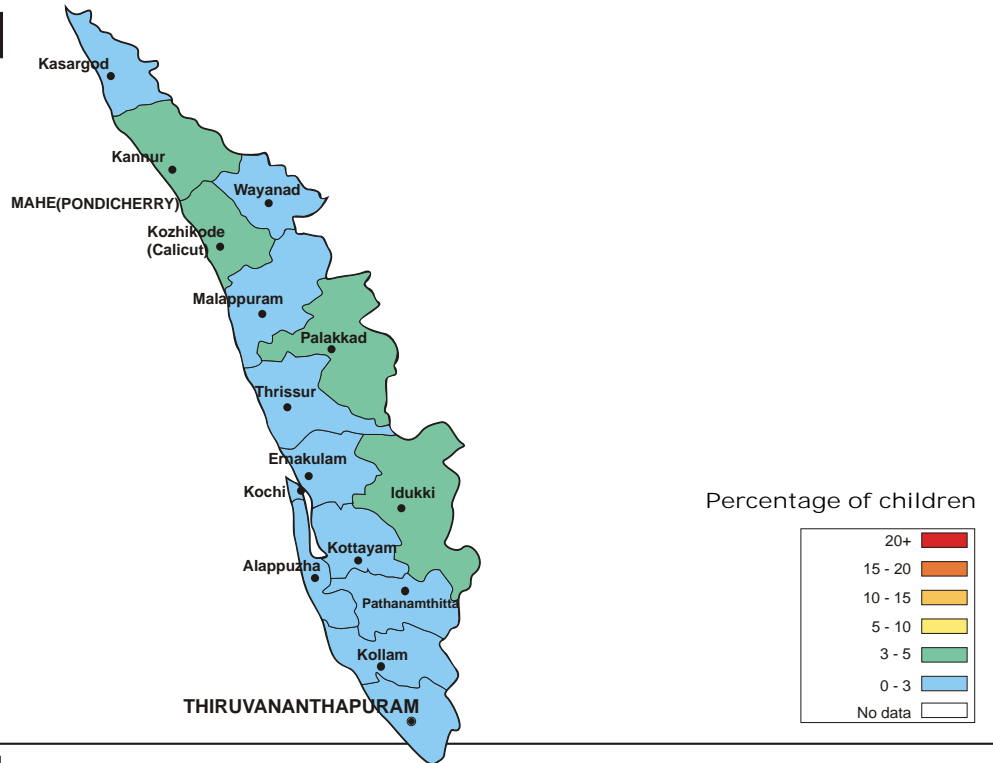 Kasargod
Kannur
Wayanad
MAHE(PONDICHERRY)
Kozhikode
(Calicut)
Malappuram
Palakkad
Thrissur
Ernakulam
Kochi
Idukki
Kottayam
Alappuzha
Pathanamthitta
Kollam
THIRUVANANTHAPURAM
Percentage of children
20+
15 - 20
10 - 15
5 - 10
3 - 5
0 - 3
No data